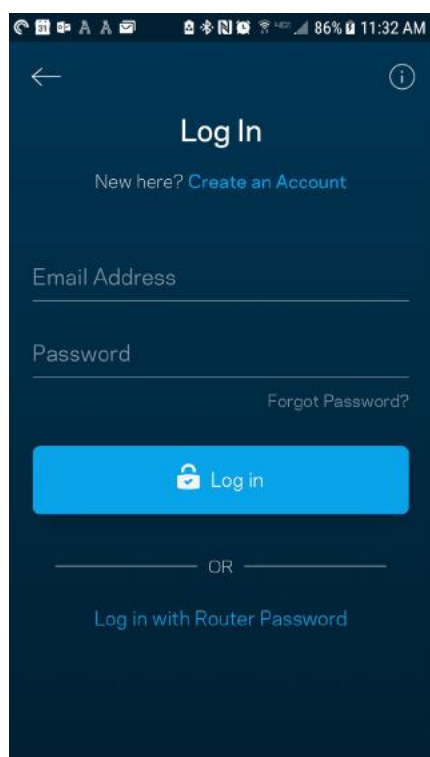 86% 11:32 AM
Log In
New here? Create an Account
Email Address
Password
Forgot Password?
Log in
OR
Log in with Router Password